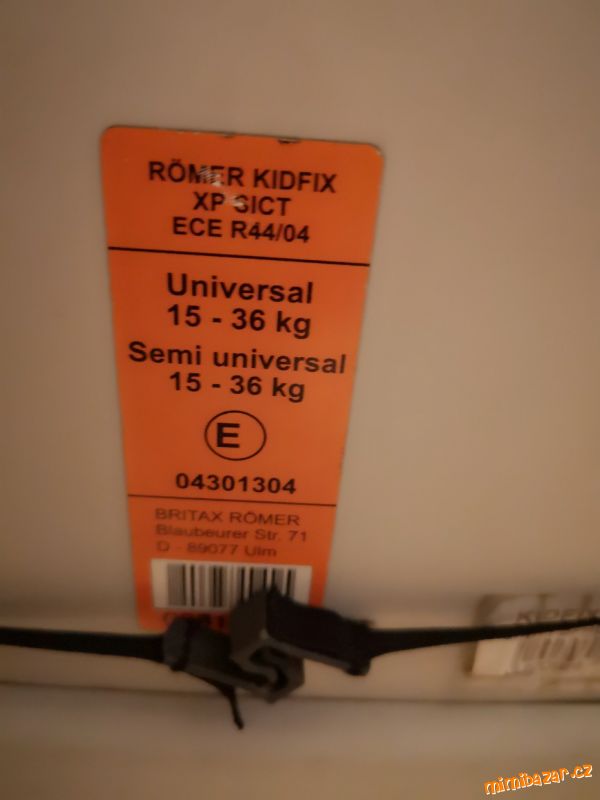 RÖMER KIDFIX
XP SICT
ECE R44/04
Universal
15 - 36 kg
Semi universal
15 - 36 kg
E
04301304
BRITAX RÖMER
Blaubeurer Str. 71
D - 89077 Ulm
KIDFIX
mimibazar.cz